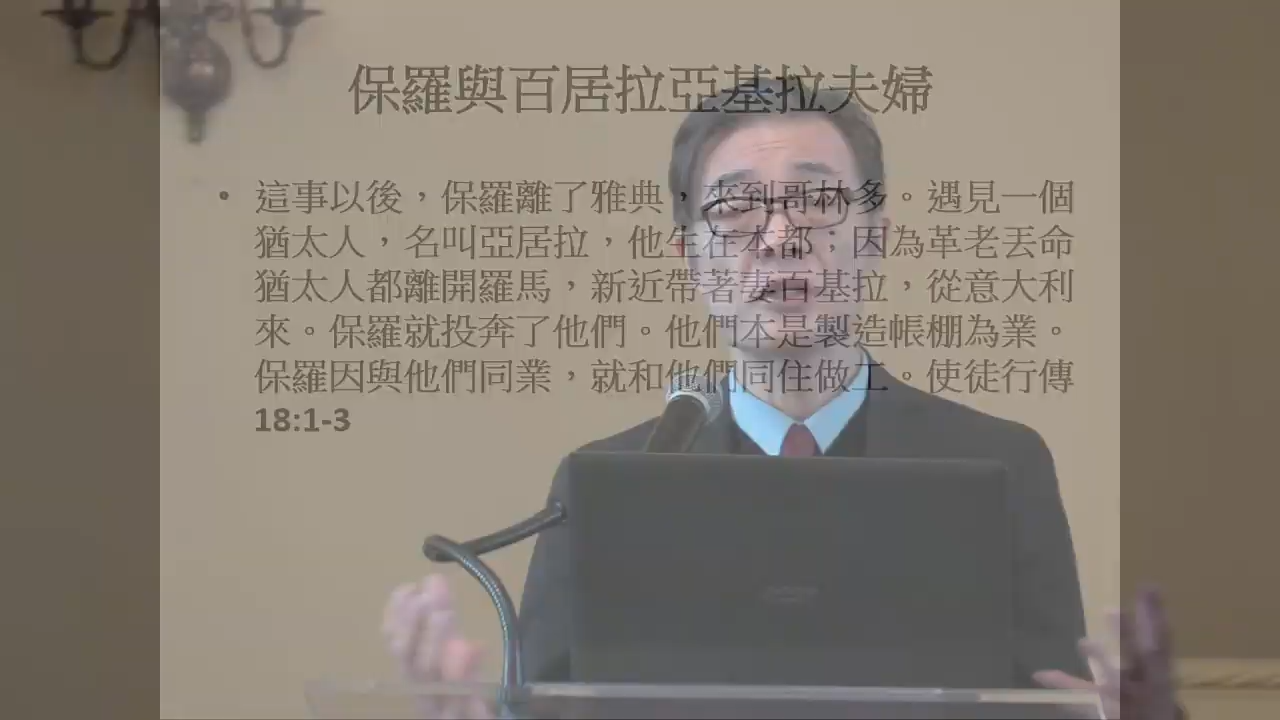 保羅與百居拉亞基拉夫婦
• 這事以後，保羅離了雅典，來到哥林多。遇見一個
猶太人，名叫亞居拉，他生在本都；因為革老丟命
猶太人都離開羅馬，新近帶著妻百基拉，從意大利
來。保羅就投奔了他們。他們本是製造帳棚為業。
保羅因與他們同業，就和他們同住做工。使徒行傳
18:1-3